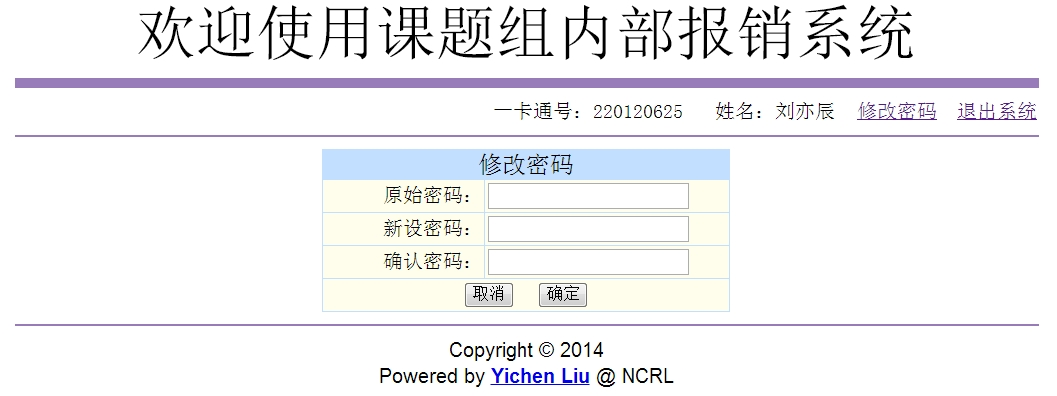 欢迎使用课题组内部报销系统
一卡通号：220120625 姓名：刘亦辰 修改密码 退出系统
修改密码
原始密码：
新设密码：
确认密码：
取消 确定
Copyright © 2014
Powered by Yichen Liu @ NCRL